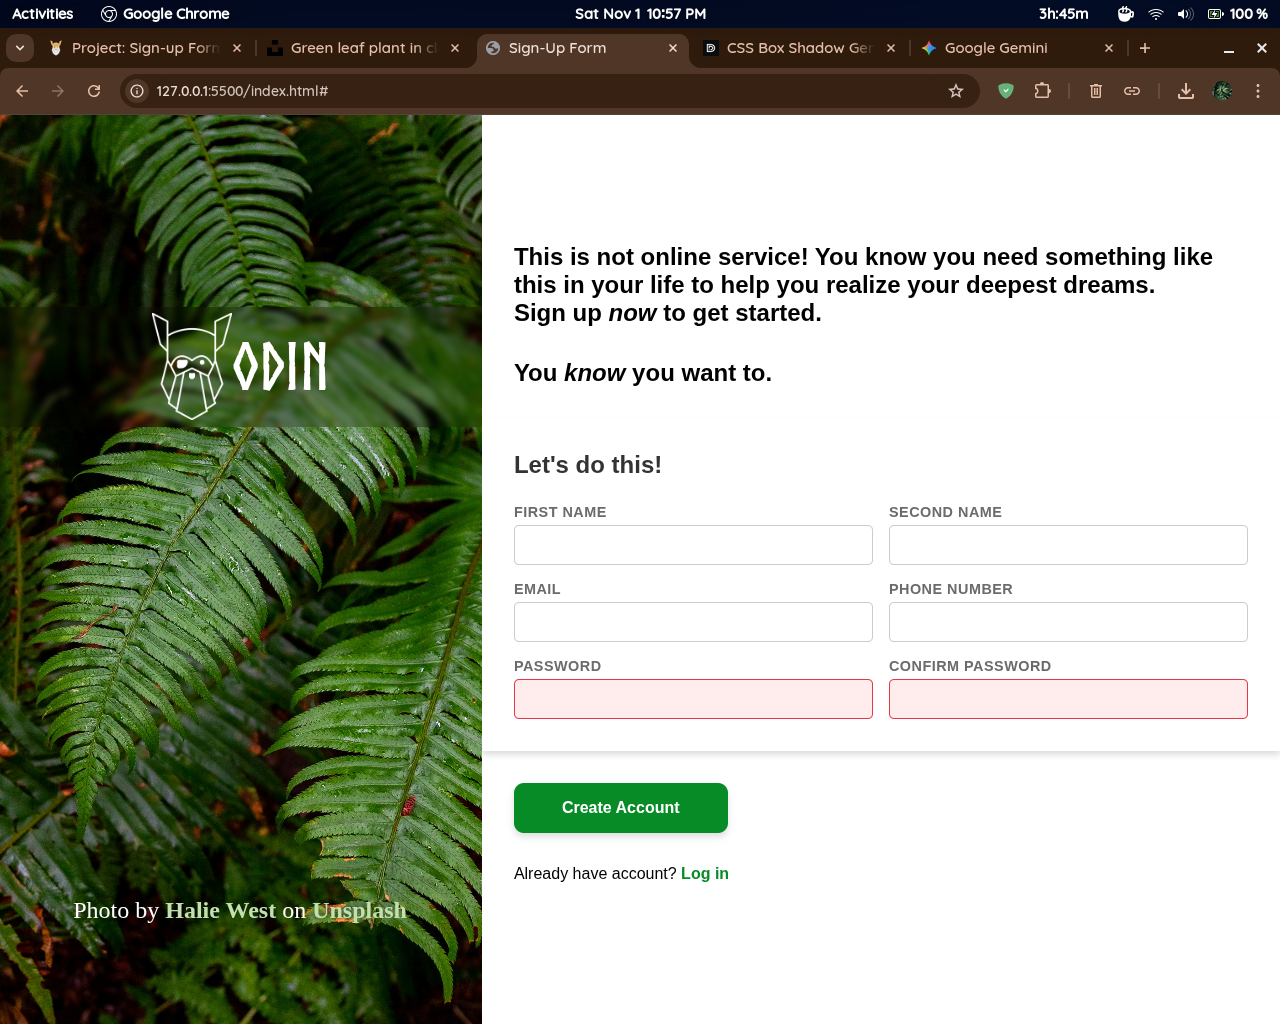 Activities Google Chrome Sat Nov 1 10:57 PM 3h:45m 100 %
Project: Sign-up Form Green leaf plant in cl Sign-Up Form CSS Box Shadow Ger Google Gemini
127.0.0.1:5500/index.html#
ODIN
Photo by Halie West on Unsplash
This is not online service! You know you need something like
this in your life to help you realize your deepest dreams.
Sign up now to get started.
You know you want to.
Let's do this!
FIRST NAME SECOND NAME
EMAIL PHONE NUMBER
PASSWORD CONFIRM PASSWORD
Create Account
Already have account? Log in